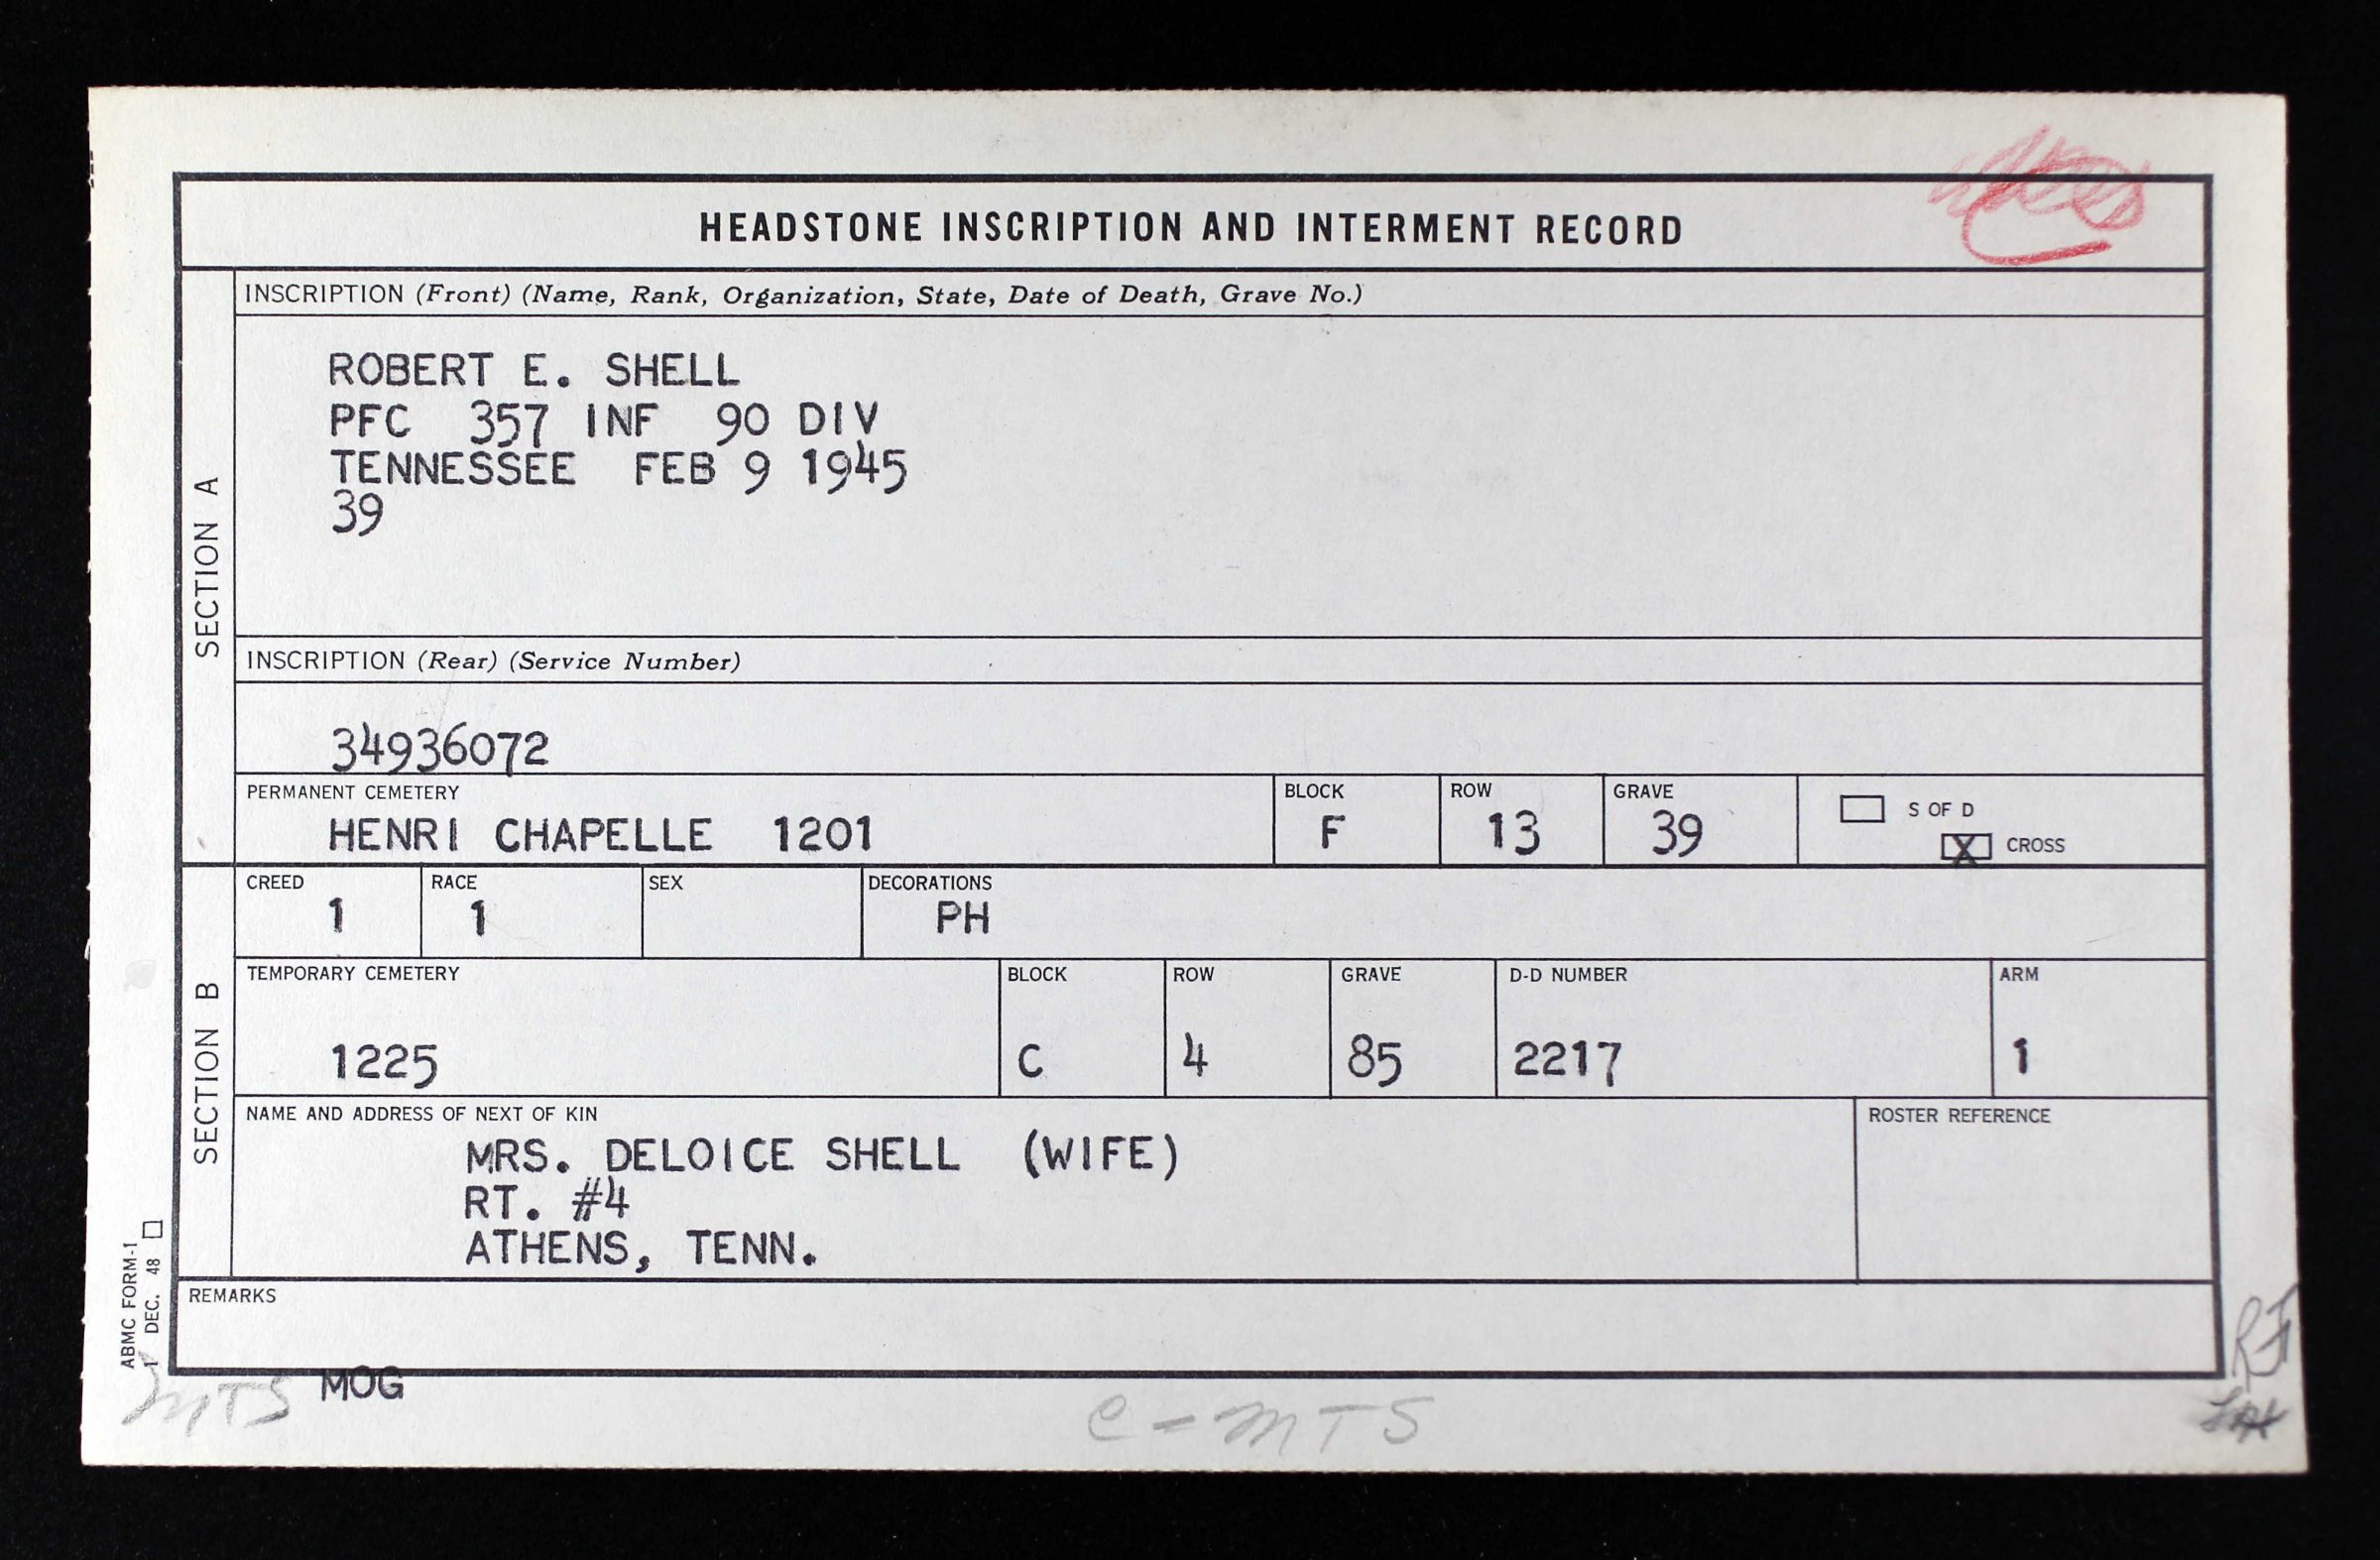 HEADSTONE INSCRIPTION AND INTERMENT RECORD
SECTION A
INSCRIPTION (Front) (Name, Rank, Organization, State, Date of Death, Grave No.)
ROBERT E. SHELL
PFC 357 INF 90 DIV
TENNESSEE FEB 9 1945
39
INSCRIPTION (Rear) (Service Number)
34936072
PERMANENT CEMETERY BLOCK ROW GRAVE S OF D
HENRI CHAPELLE 1201 F 13 39 X CROSS
SECTION B
CREED RACE SEX DECORATIONS
1 1 PH
TEMPORARY CEMETERY BLOCK ROW GRAVE D-D NUMBER ARM
1225 C 4 85 2217 1
NAME AND ADDRESS OF NEXT OF KIN ROSTER REFERENCE
MRS. DELOICE SHELL (WIFE)
RT. #4
ATHENS, TENN.
REMARKS
ABMC FORM-1
1 DEC. 48
MTS MOG
C-MTS